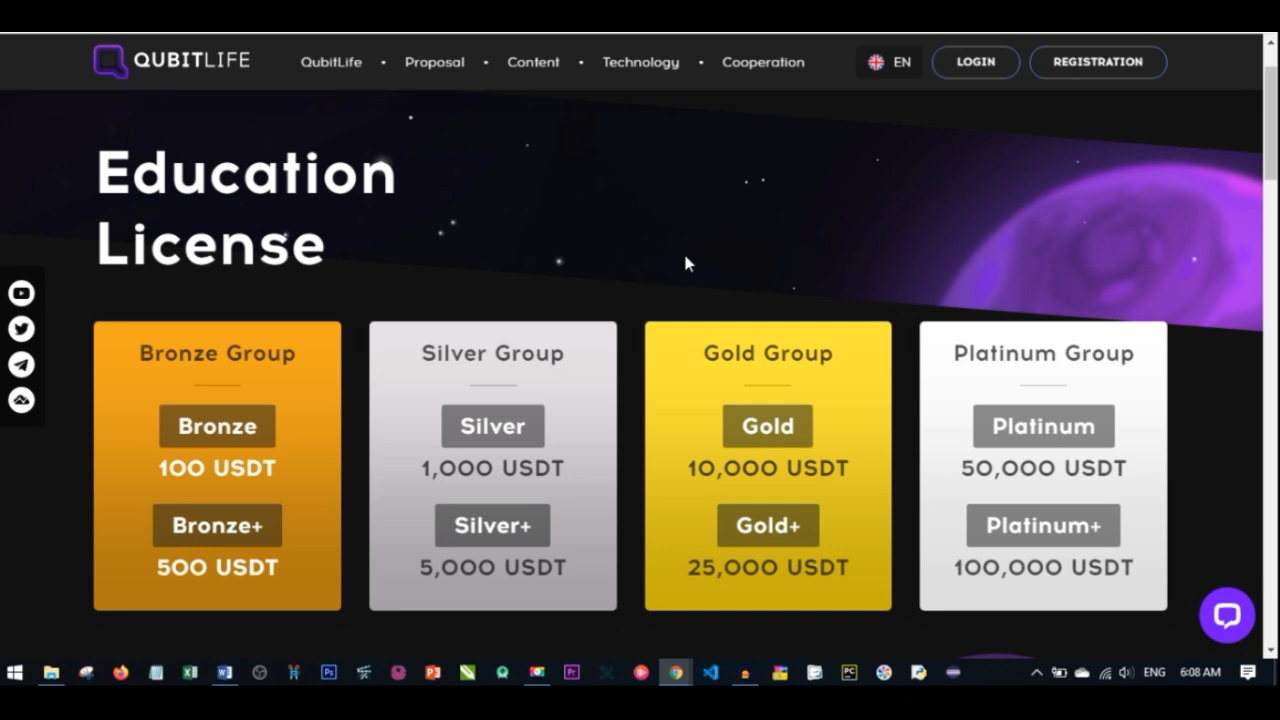 QUBITLIFE
QubitLife • Proposal • Content • Technology • Cooperation
EN
LOGIN
REGISTRATION
Education
License
Bronze Group
Bronze
100 USDT
Bronze+
500 USDT
Silver Group
Silver
1,000 USDT
Silver+
5,000 USDT
Gold Group
Gold
10,000 USDT
Gold+
25,000 USDT
Platinum Group
Platinum
50,000 USDT
Platinum+
100,000 USDT
ENG
6:08 AM